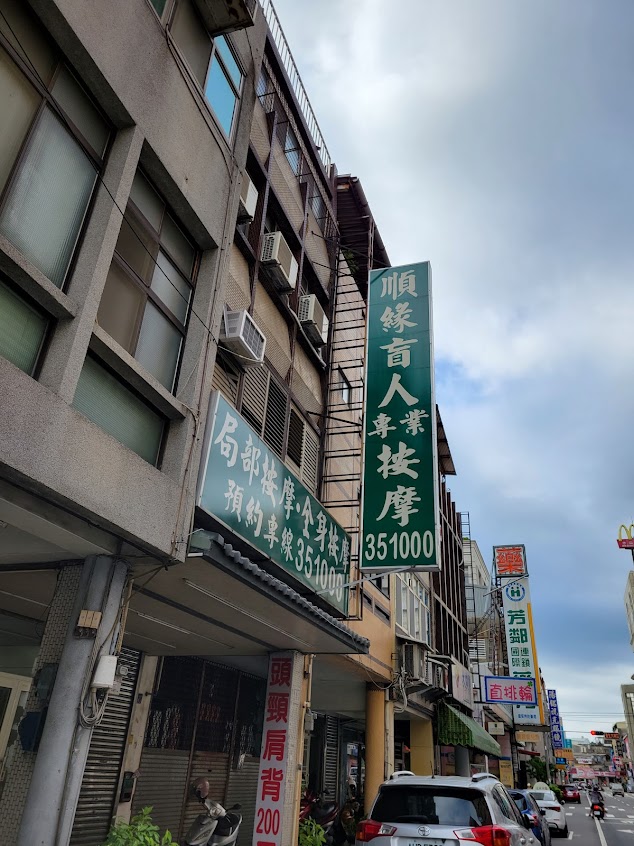 順緣盲人
專業
按摩
351000
局部按摩·全身按摩
預約專線351000
頭頸肩背
200
藥
芳鄰
連鎖
直排輪